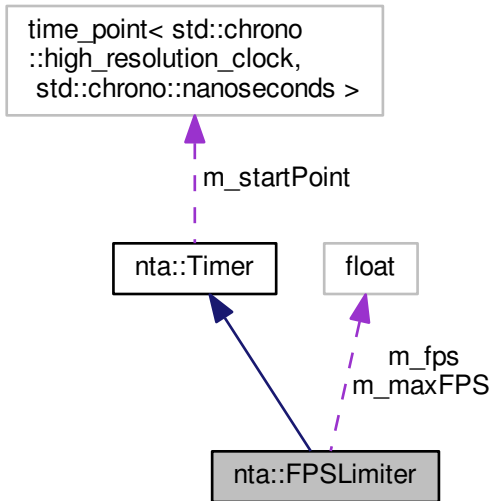 time_point< std::chrono
::high_resolution_clock,
std::chrono::nanoseconds >
m_startPoint
nta::Timer
float
m_fps
m_maxFPS
nta::FPSLimiter